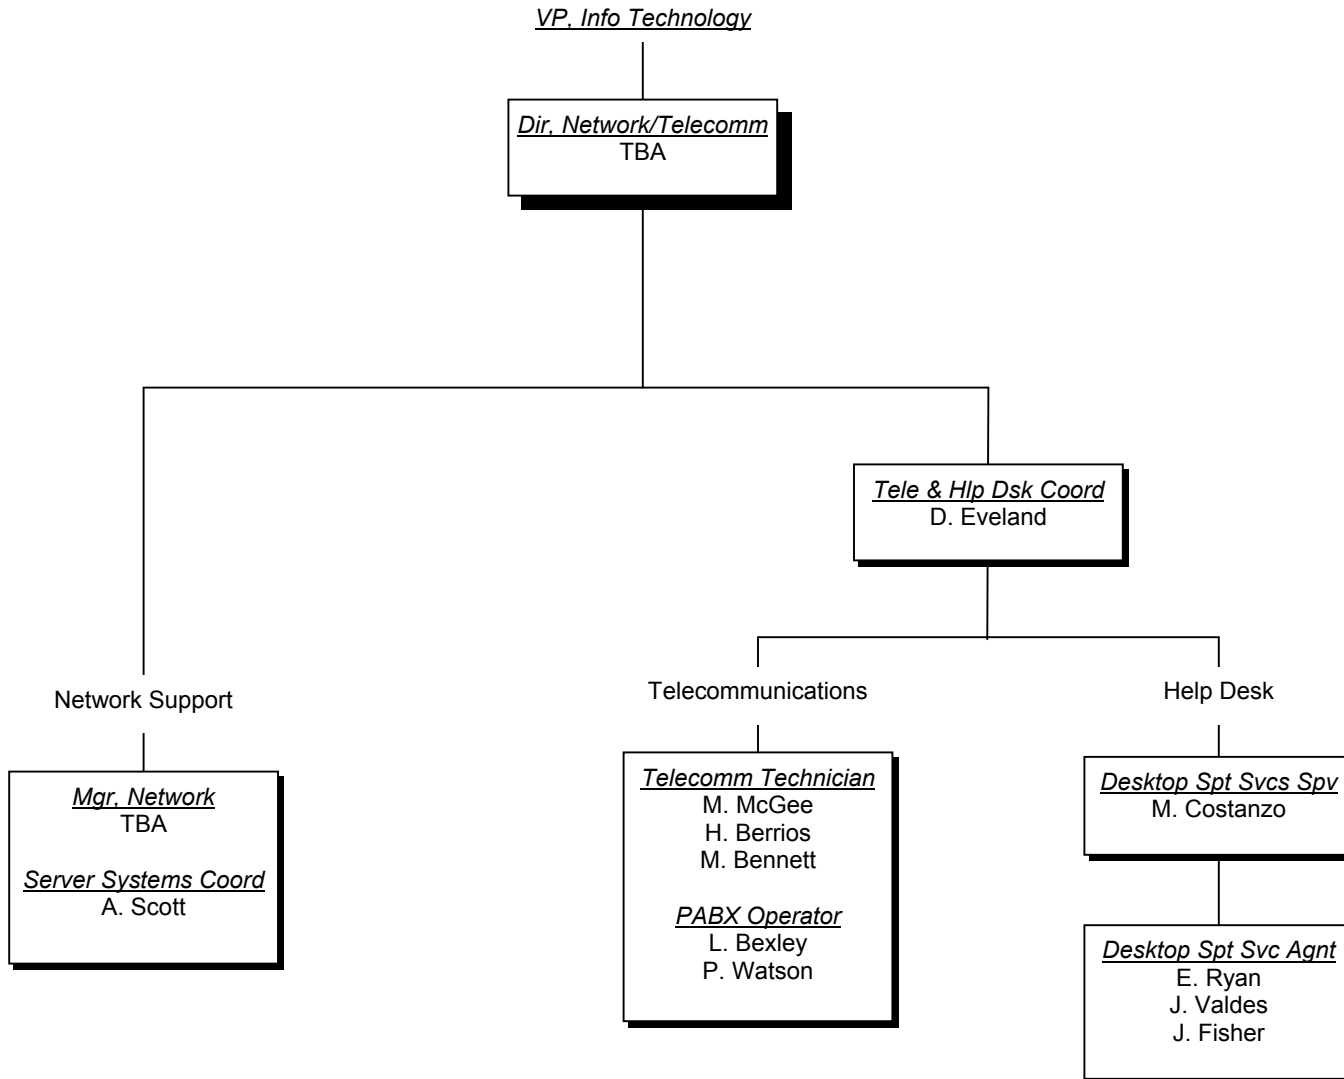 VP, Info Technology
Dir, Network/Telecomm
TBA
Tele & Hlp Dsk Coord
D. Eveland
Network Support
Mgr, Network
TBA
Server Systems Coord
A. Scott
Telecommunications
Telecomm Technician
M. McGee
H. Berrios
M. Bennett
PABX Operator
L. Bexley
P. Watson
Help Desk
Desktop Spt Svcs Spv
M. Costanzo
Desktop Spt Svc Agnt
E. Ryan
J. Valdes
J. Fisher